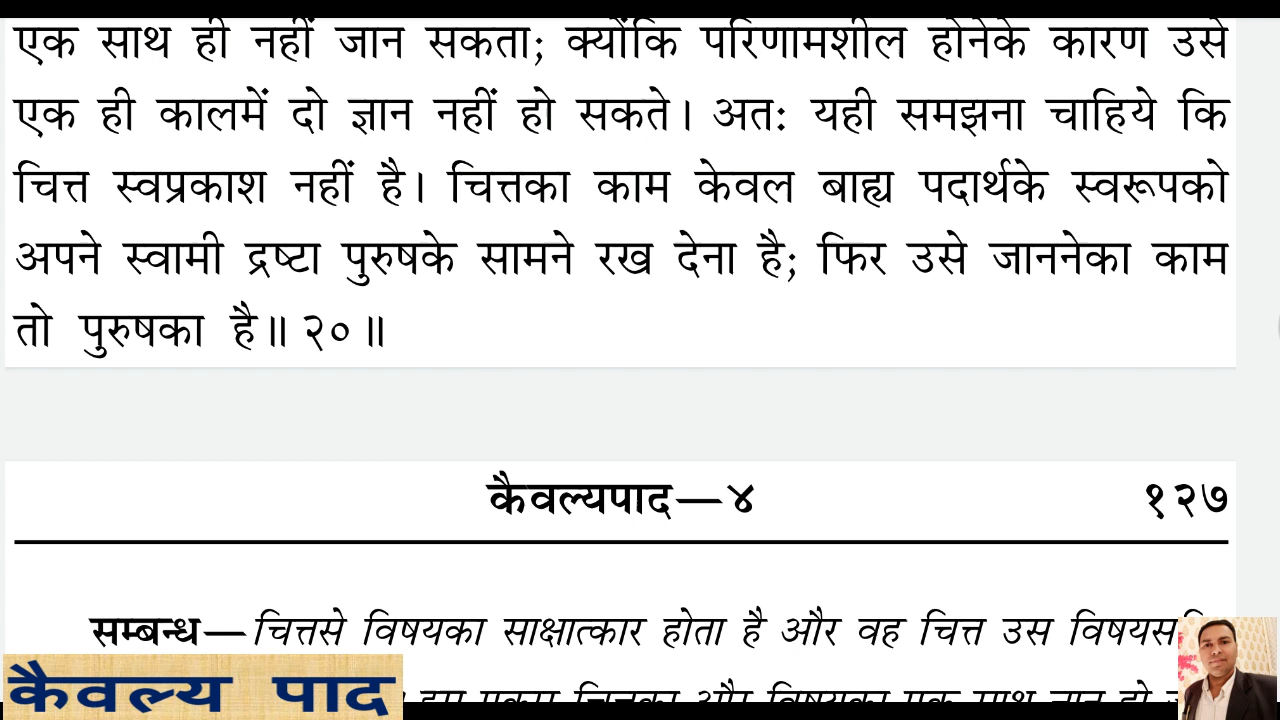 एक साथ ही नहीं जान सकता; क्योंकि परिणामशील होनेके कारण उसे
एक ही कालमें दो ज्ञान नहीं हो सकते। अतः यही समझना चाहिये कि
चित्त स्वप्रकाश नहीं है। चित्तका काम केवल बाह्य पदार्थके स्वरूपको
अपने स्वामी द्रष्टा पुरुषके सामने रख देना है; फिर उसे जाननेका काम
तो पुरुषका है॥ २०॥
कैवल्यपाद—४ १२७
सम्बन्ध—चित्तसे विषयका साक्षात्कार होता है और वह चित्त उस
कैवल्य पाद